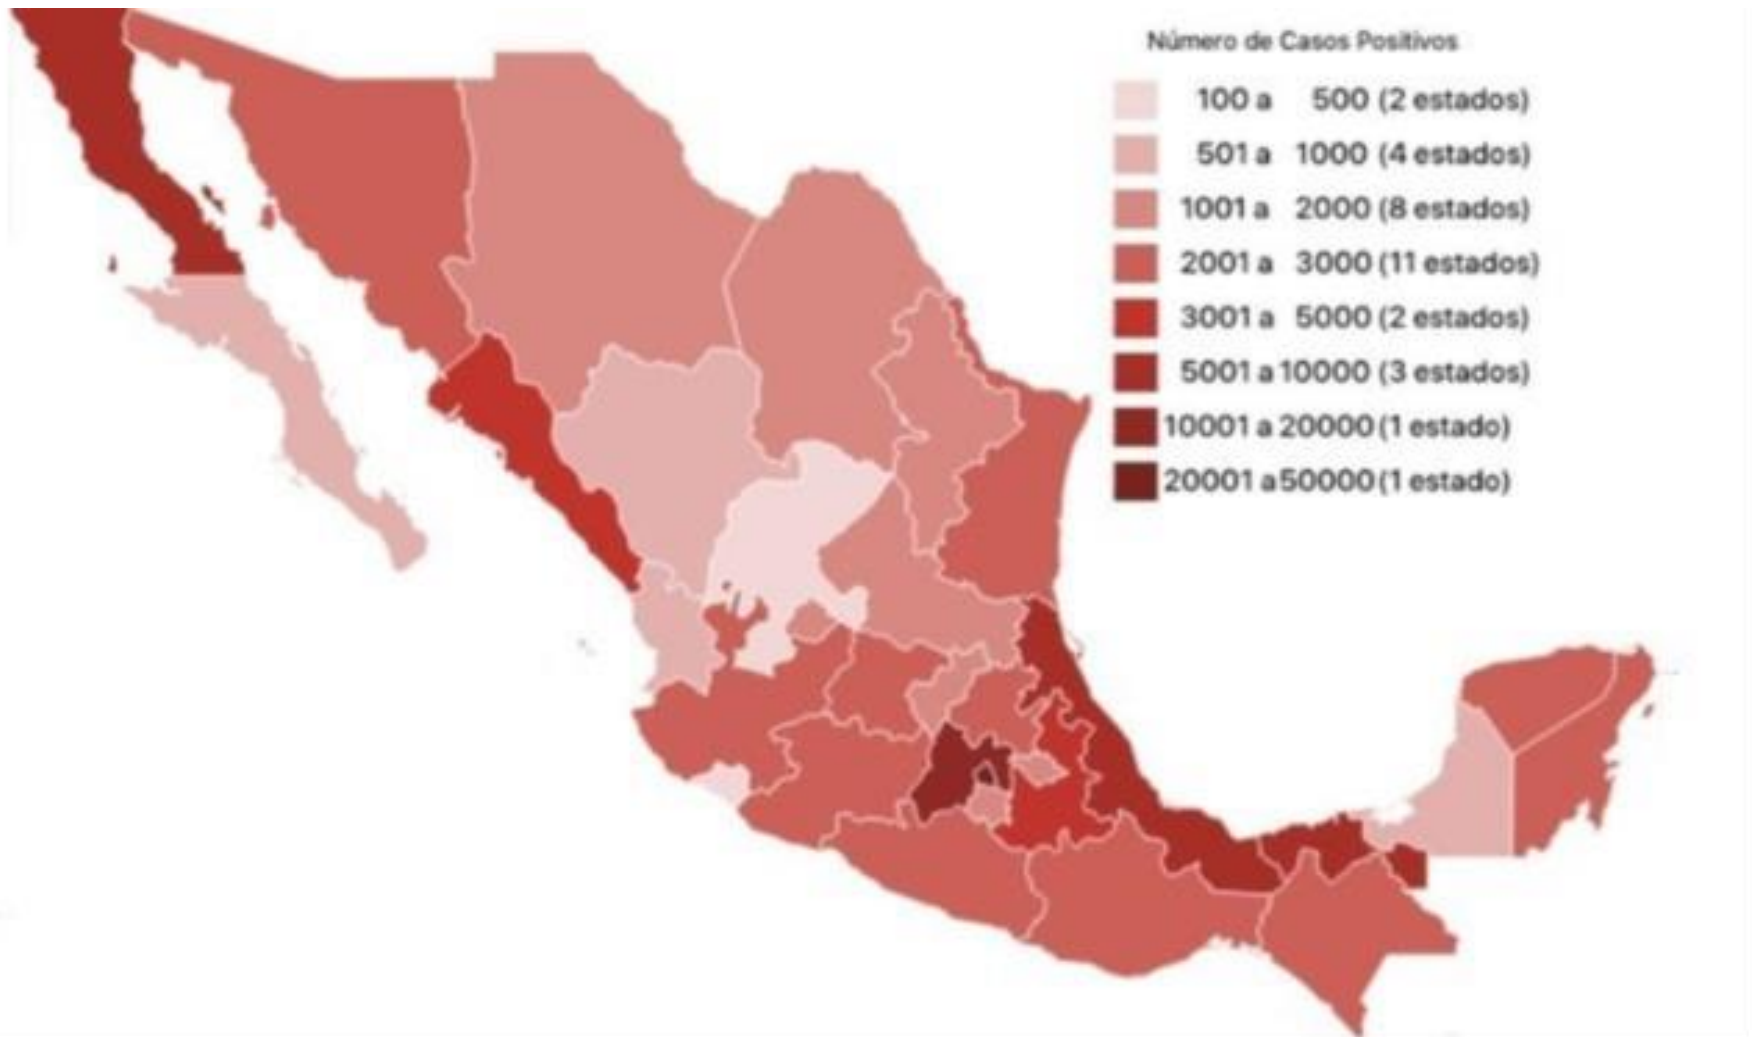 Número de Casos Positivos
100 a 500 (2 estados)
501 a 1000 (4 estados)
1001 a 2000 (8 estados)
2001 a 3000 (11 estados)
3001 a 5000 (2 estados)
5001 a 10000 (3 estados)
10001 a 20000 (1 estado)
20001 a 50000 (1 estado)